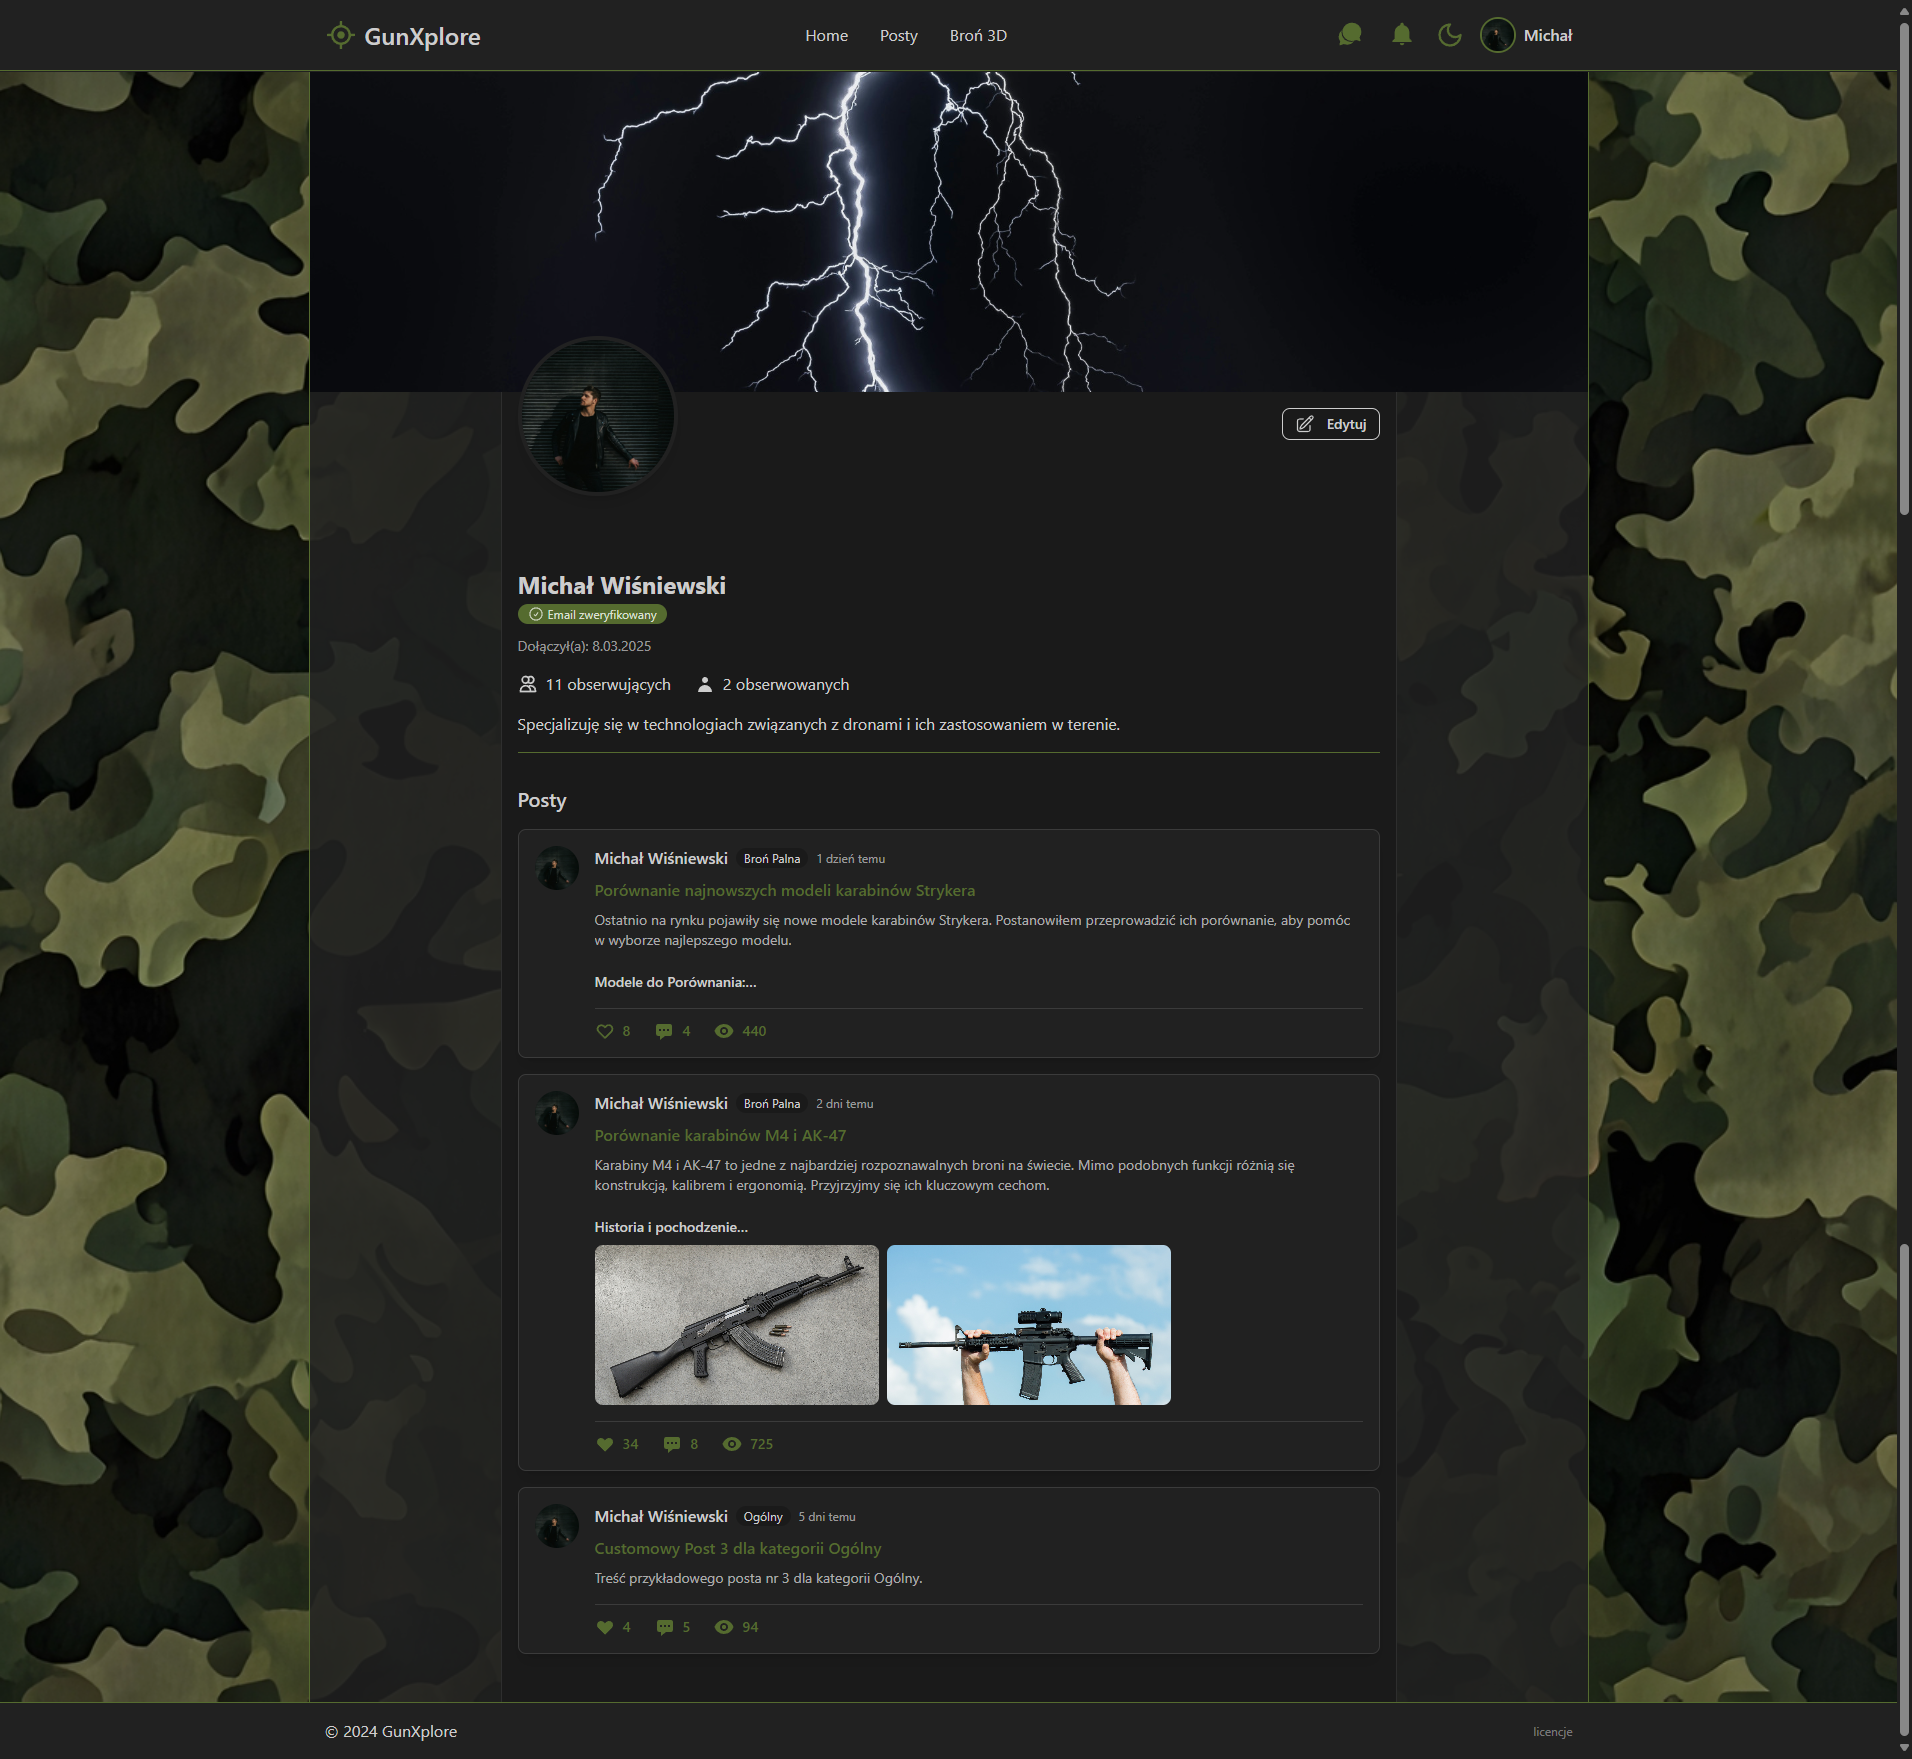 GunXplore
Home
Posty
Broń 3D
Michał
Edytuj
Michał Wiśniewski
Email zweryfikowany
Dołączył(a): 8.03.2025
11 obserwujących
2 obserwowanych
Specjalizuję się w technologiach związanych z dronami i ich zastosowaniem w terenie.
Posty
Michał Wiśniewski Broń Palna 1 dzień temu
Porównanie najnowszych modeli karabinów Strykera
Ostatnio na rynku pojawiły się nowe modele karabinów Strykera. Postanowiłem przeprowadzić ich porównanie, aby pomóc
w wyborze najlepszego modelu.
Modele do Porównania:...
8 4 440
Michał Wiśniewski Broń Palna 2 dni temu
Porównanie karabinów M4 i AK-47
Karabiny M4 i AK-47 to jedne z najbardziej rozpoznawalnych broni na świecie. Mimo podobnych funkcji różnią się
konstrukcją, kalibrem i ergonomią. Przyjrzyjmy się ich kluczowym cechom.
Historia i pochodzenie...
34 8 725
Michał Wiśniewski Ogólny 5 dni temu
Customowy Post 3 dla kategorii Ogólny
Treść przykładowego posta nr 3 dla kategorii Ogólny.
4 5 94
© 2024 GunXplore
licencje